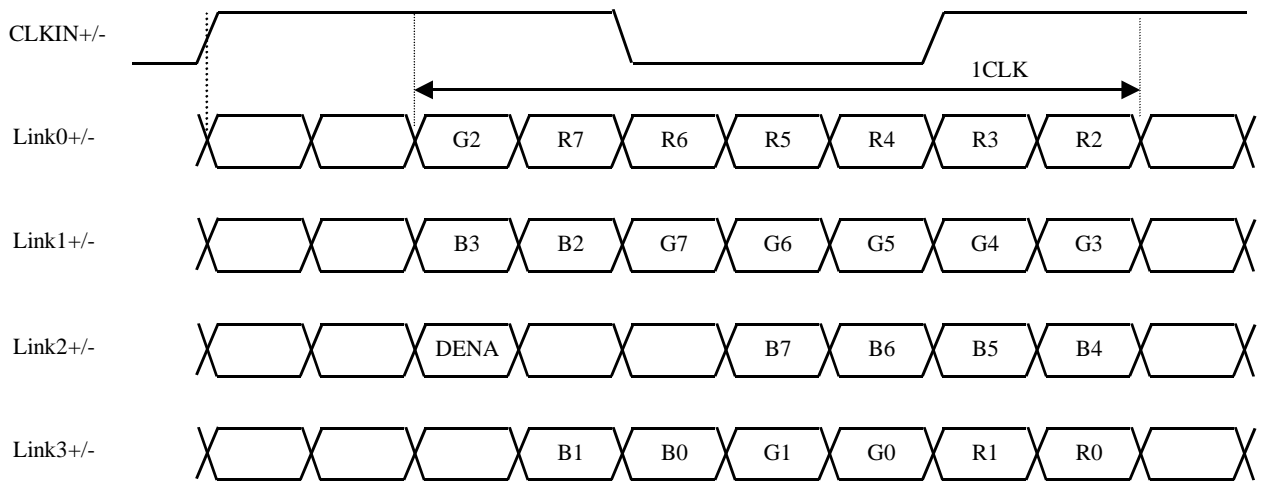 CLKIN+/-
1CLK
Link0+/- G2 R7 R6 R5 R4 R3 R2
Link1+/- B3 B2 G7 G6 G5 G4 G3
Link2+/- DENA B7 B6 B5 B4
Link3+/- B1 B0 G1 G0 R1 R0